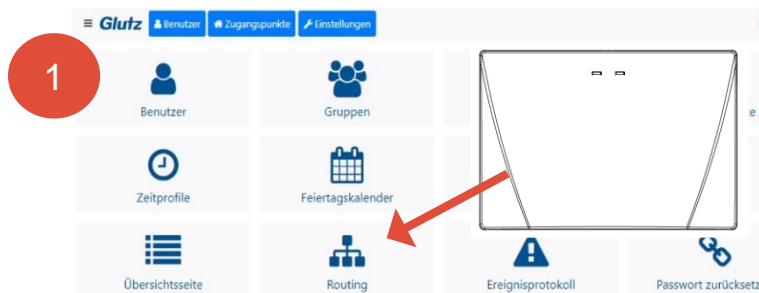 Glutz Benutzer Zugangspunkte Einstellungen
1
Benutzer Gruppen
Zeitprofile Feiertagskalender
Übersichtsseite Routing Ereignisprotokoll Passwort zurücksetz